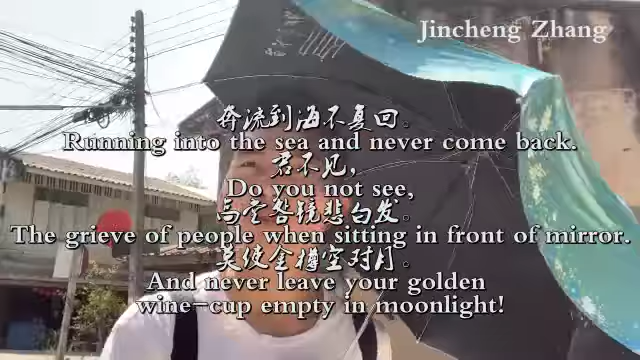 Jincheng Zhang
奔流到海不复回。
Running into the sea and never come back.
君不见，
Do you not see,
高堂明镜悲白发。
The grieve of people when sitting in front of mirror.
莫使金樽空对月。
And never leave your golden
wine-cup empty in moonlight!